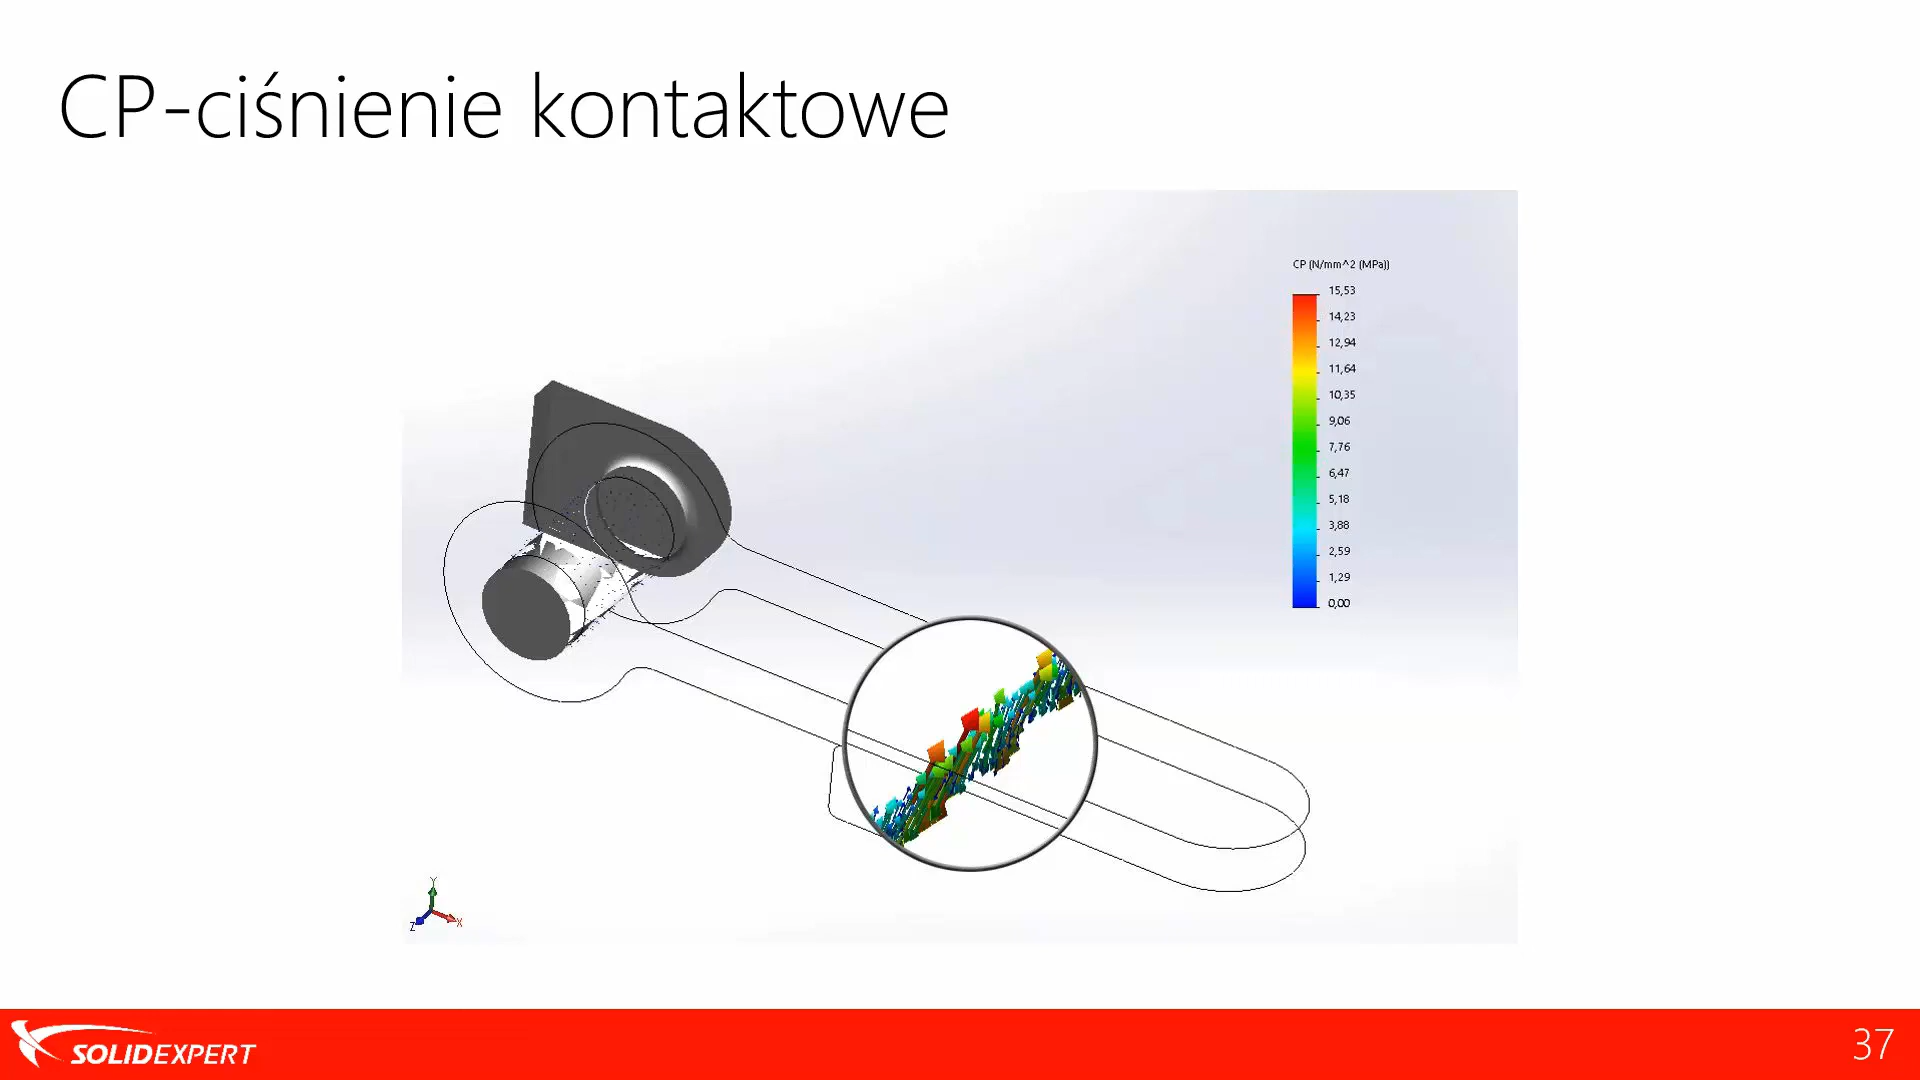 CP-ciśnienie kontaktowe
CP (N/mm^2 (MPa))
15,53
14,23
12,94
11,64
10,35
9,06
7,76
6,47
5,18
3,88
2,59
1,29
0,00
Y
Z
X
SOLIDEXPERT
37